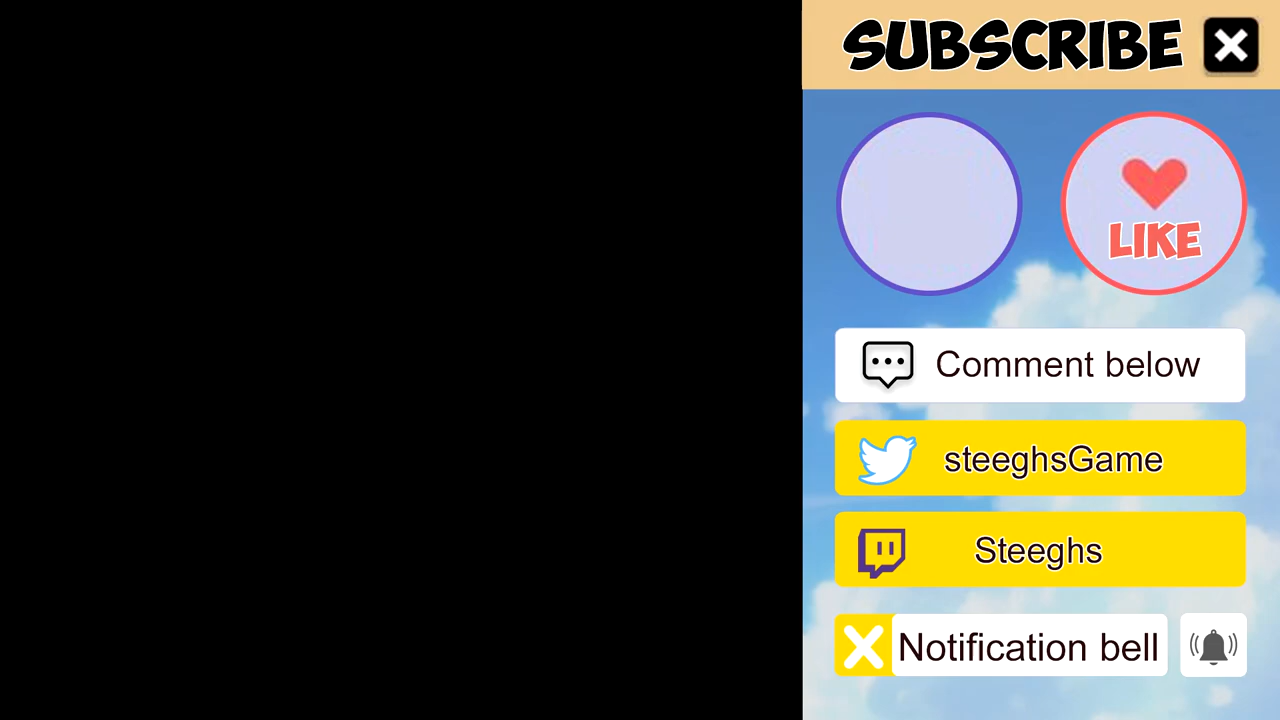 SUBSCRIBE
LIKE
Comment below
steeghsGame
Steeghs
Notification bell